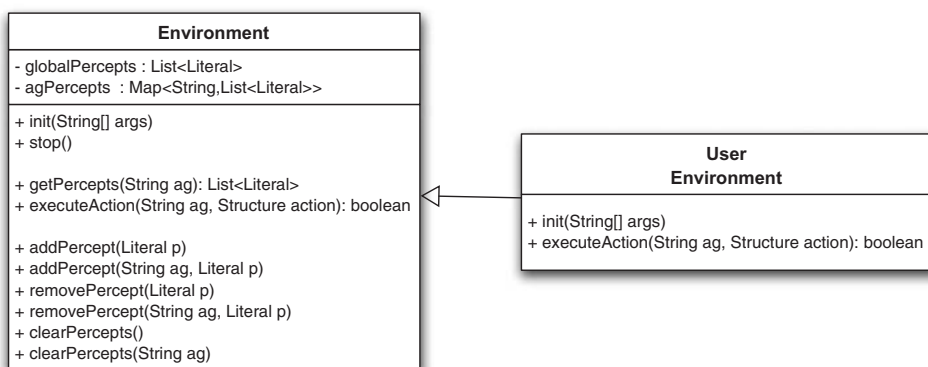 Environment
- globalPercepts : List<Literal>
- agPercepts : Map<String,List<Literal>>
+ init(String[] args)
+ stop()
+ getPercepts(String ag): List<Literal>
+ executeAction(String ag, Structure action): boolean
+ addPercept(Literal p)
+ addPercept(String ag, Literal p)
+ removePercept(Literal p)
+ removePercept(String ag, Literal p)
+ clearPercepts()
+ clearPercepts(String ag)
User
Environment
+ init(String[] args)
+ executeAction(String ag, Structure action): boolean